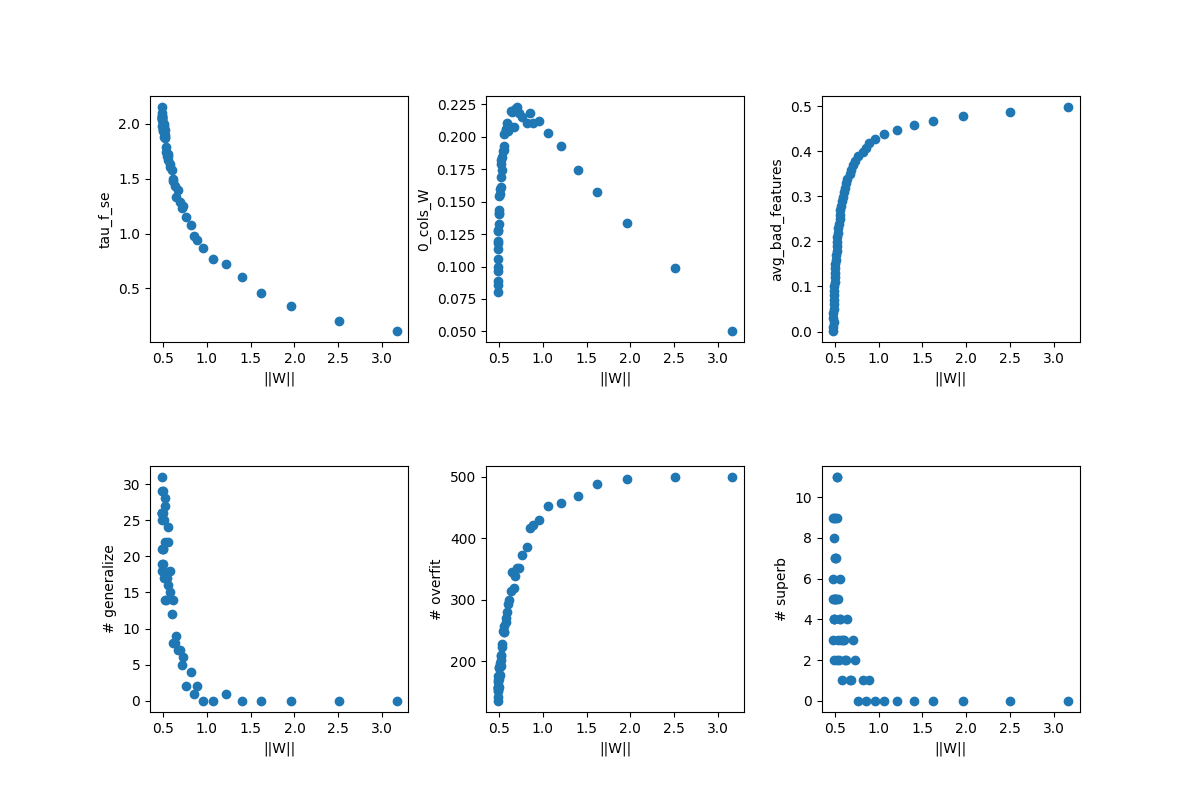 tau_f_se
2.0
1.5
1.0
0.5
0.5 1.0 1.5 2.0 2.5 3.0
||W||
0_cols_W
0.225
0.200
0.175
0.150
0.125
0.100
0.075
0.050
0.5 1.0 1.5 2.0 2.5 3.0
||W||
avg_bad_features
0.5
0.4
0.3
0.2
0.1
0.0
0.5 1.0 1.5 2.0 2.5 3.0
||W||
# generalize
30
25
20
15
10
5
0
0.5 1.0 1.5 2.0 2.5 3.0
||W||
# overfit
500
400
300
200
0.5 1.0 1.5 2.0 2.5 3.0
||W||
# superb
10
8
6
4
2
0
0.5 1.0 1.5 2.0 2.5 3.0
||W||